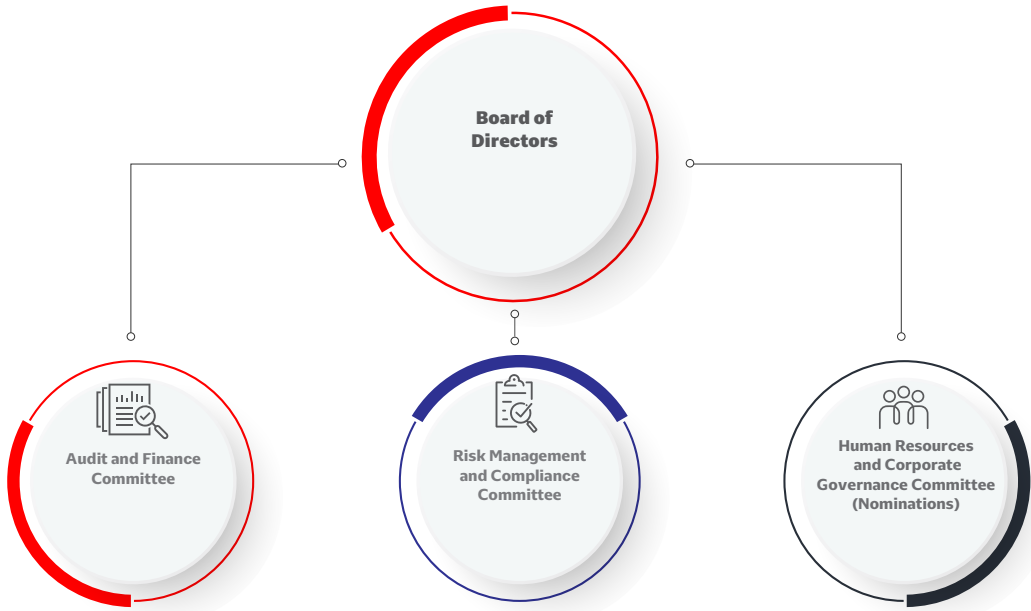 Board of
Directors
Audit and Finance
Committee
Risk Management
and Compliance
Committee
Human Resources
and Corporate
Governance Committee
(Nominations)